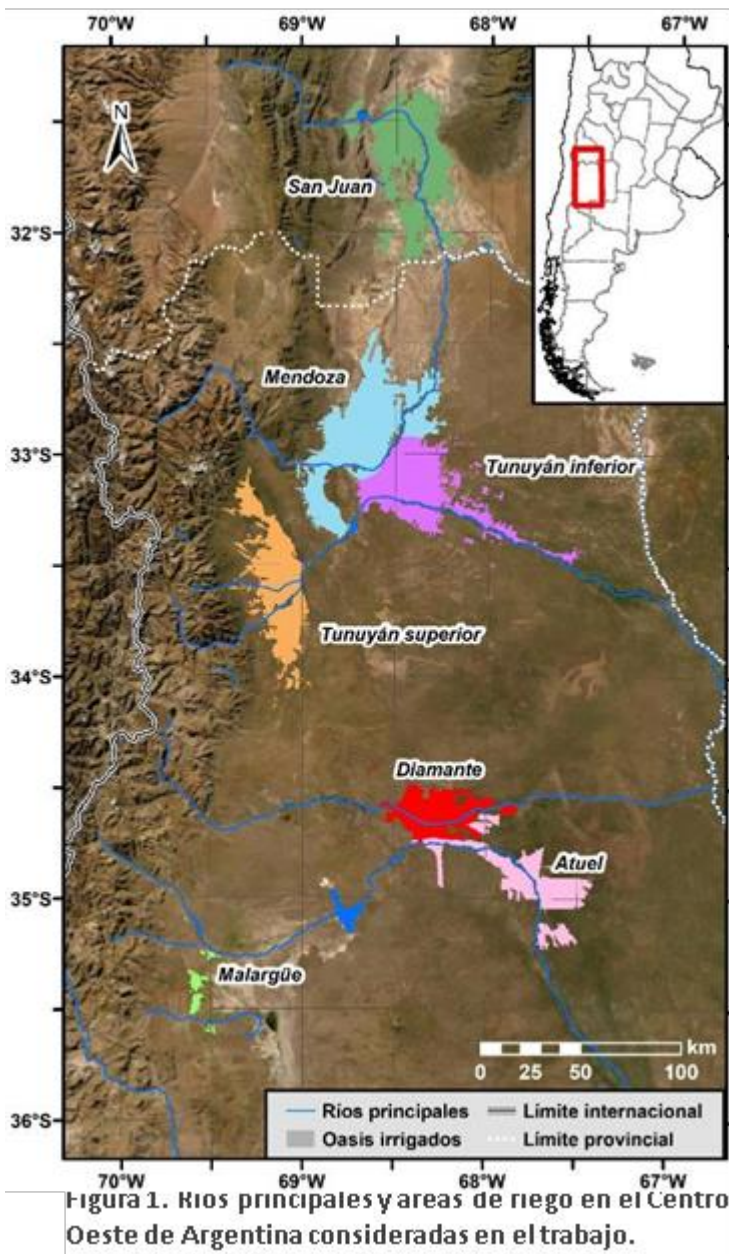 70°W 69°W 68°W 67°W
N
San Juan
32°S
Mendoza
33°S
Tunuyán inferior
Tunuyán superior
34°S
Diamante
Atuel
35°S
Malargüe
km
0 25 50 100
36°S
Ríos principales Límite internacional
Oasis irrigados Límite provincial
70°W 69°W 68°W 67°W
Figura 1. Ríos principales y áreas de riego en el Centro
Oeste de Argentina consideradas en el trabajo.